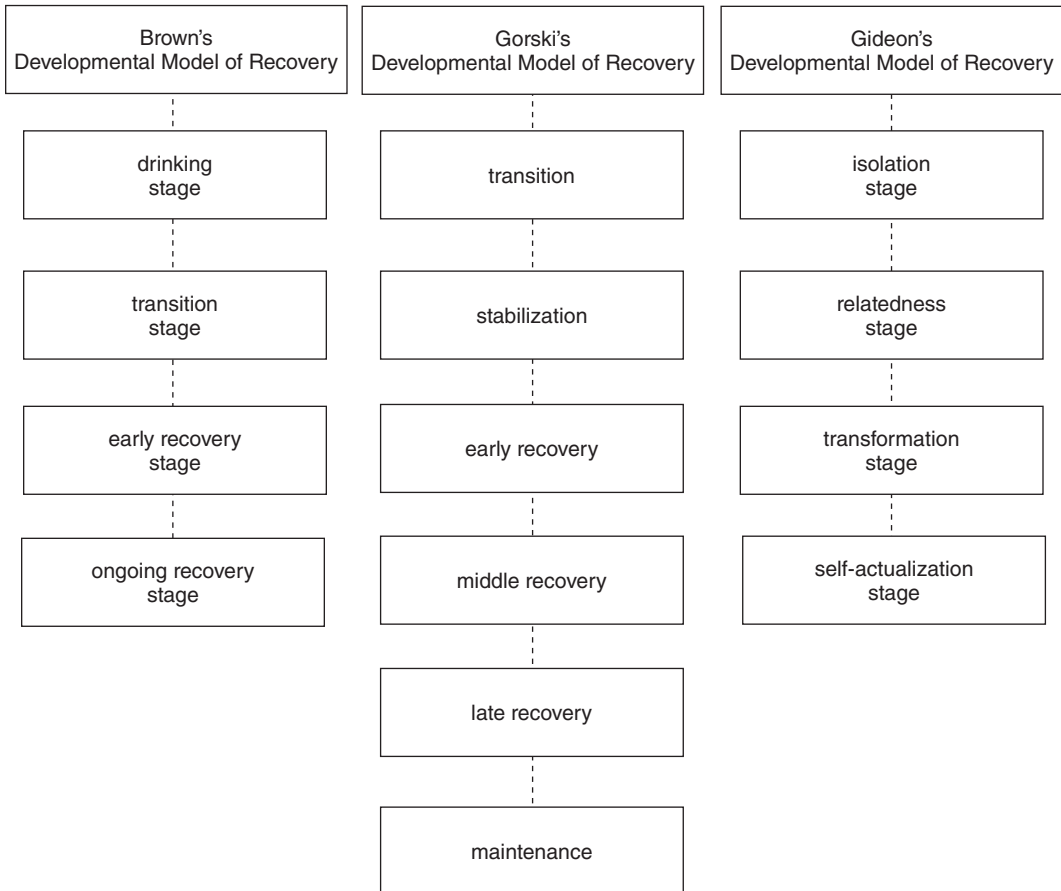 Brown's
Developmental Model of Recovery
drinking
stage
transition
stage
early recovery
stage
ongoing recovery
stage
Gorski's
Developmental Model of Recovery
transition
stabilization
early recovery
middle recovery
late recovery
maintenance
Gideon's
Developmental Model of Recovery
isolation
stage
relatedness
stage
transformation
stage
self-actualization
stage